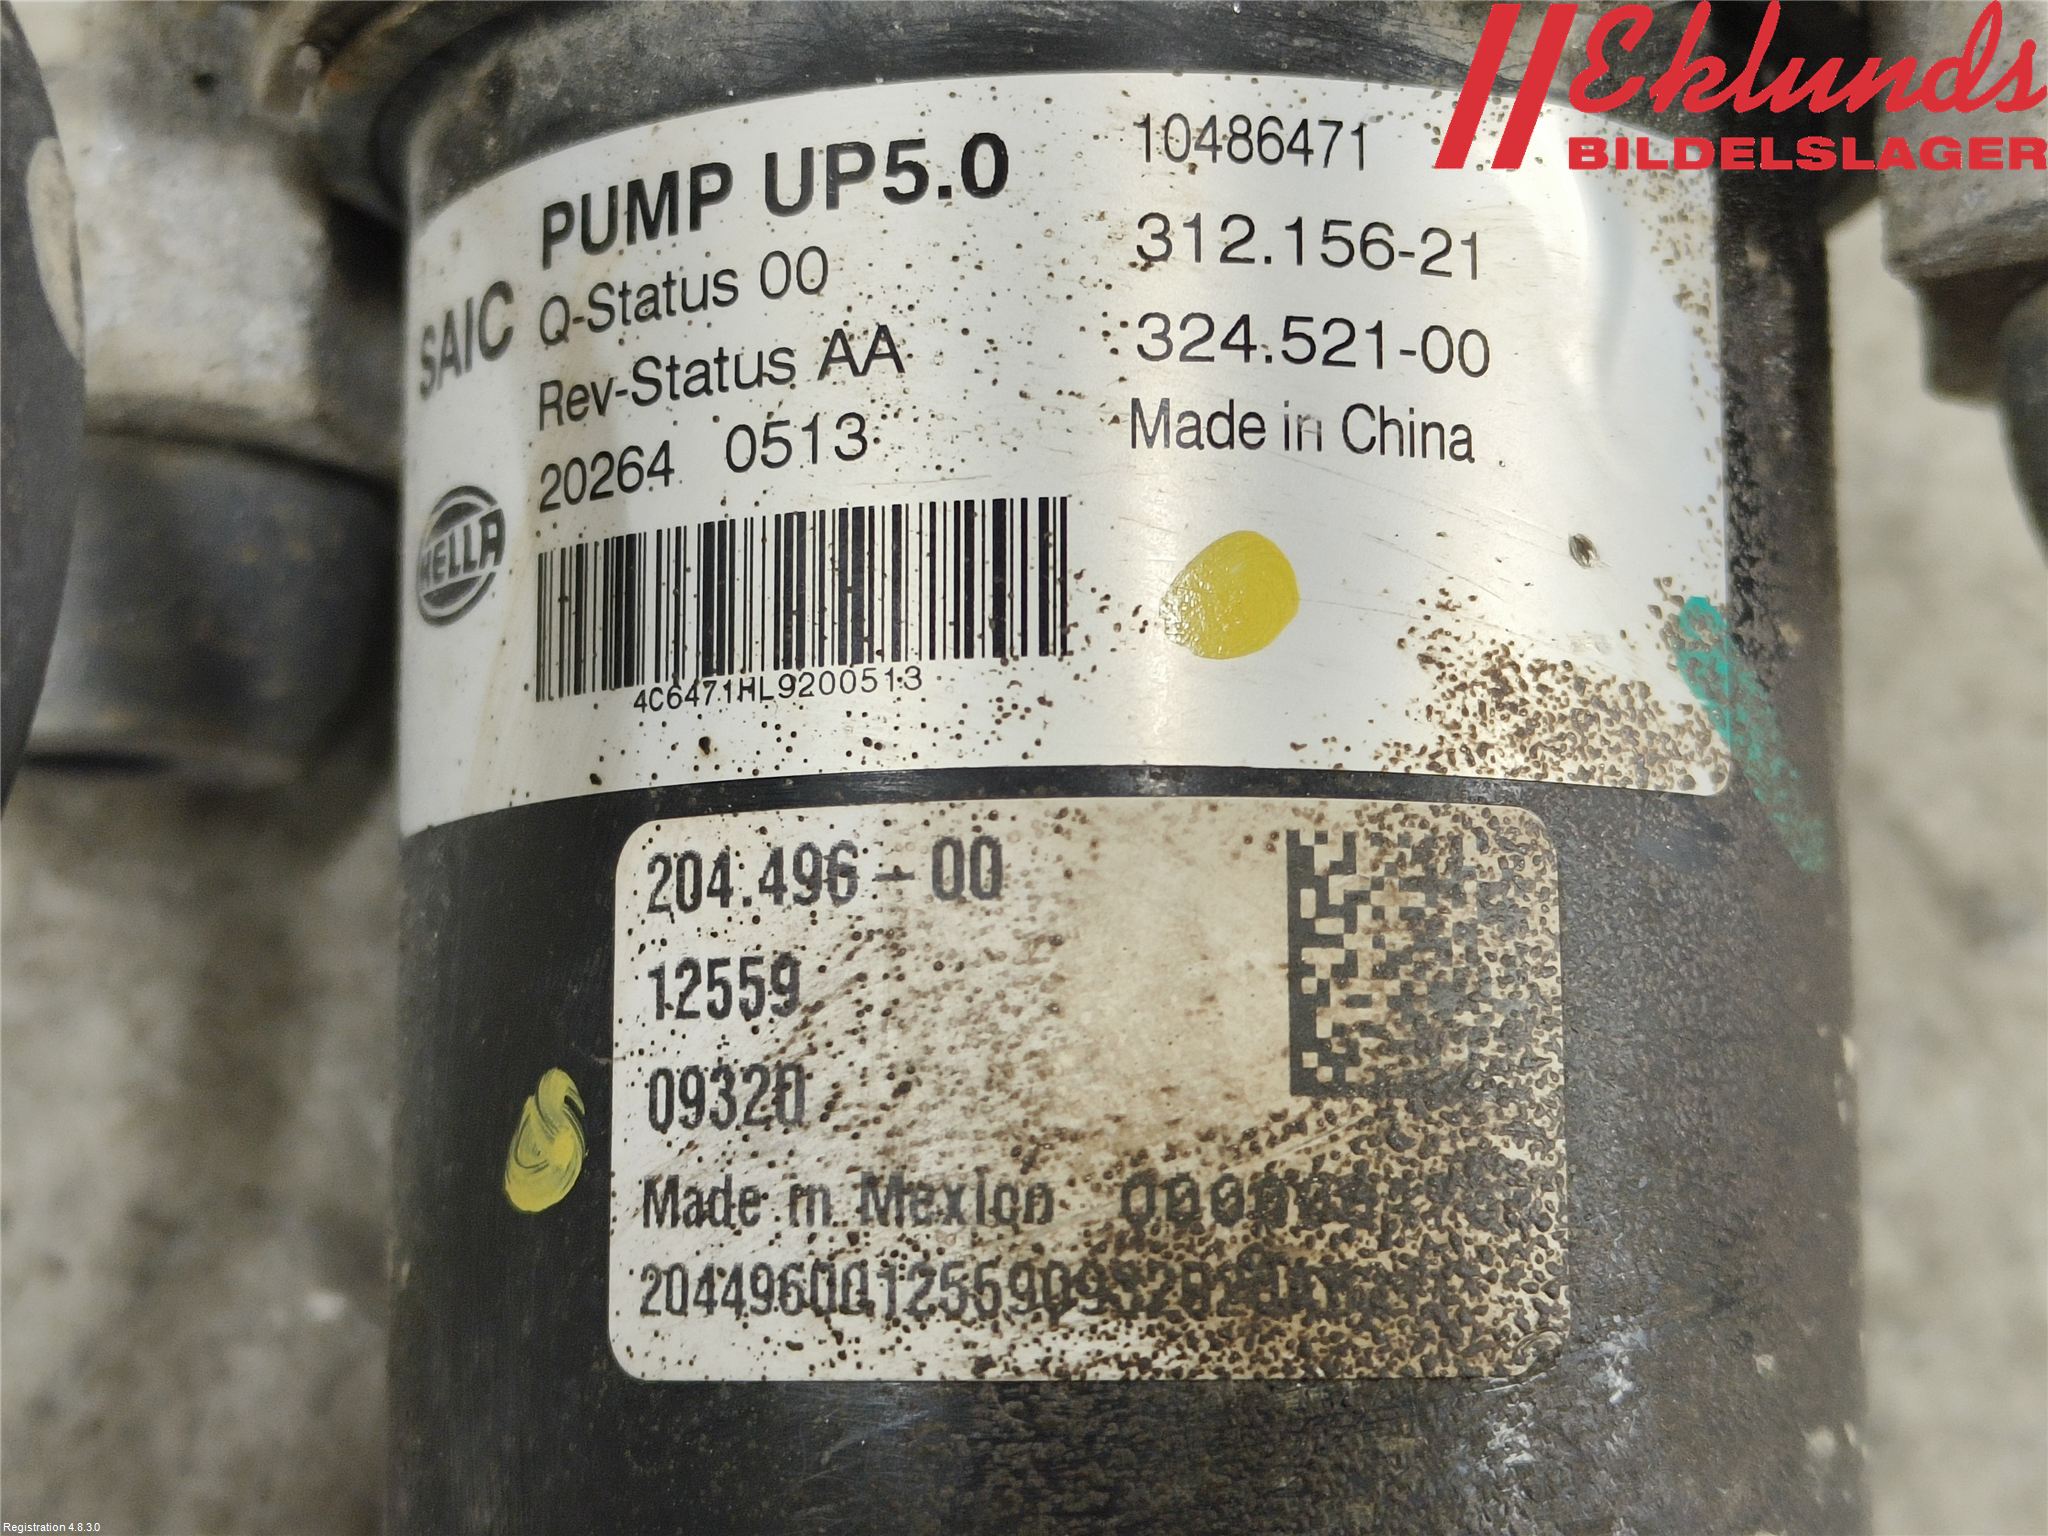 Eklunds
BILDELSLAGER
SAIC
PUMP UP5.0
Q-Status 00
Rev-Status AA
20264 0513
HELLA
4C6471HL9200513
10486471
312.156-21
324.521-00
Made in China
204.496-00
12559
09320
Made in Mexico
Registration 4.8.3.0